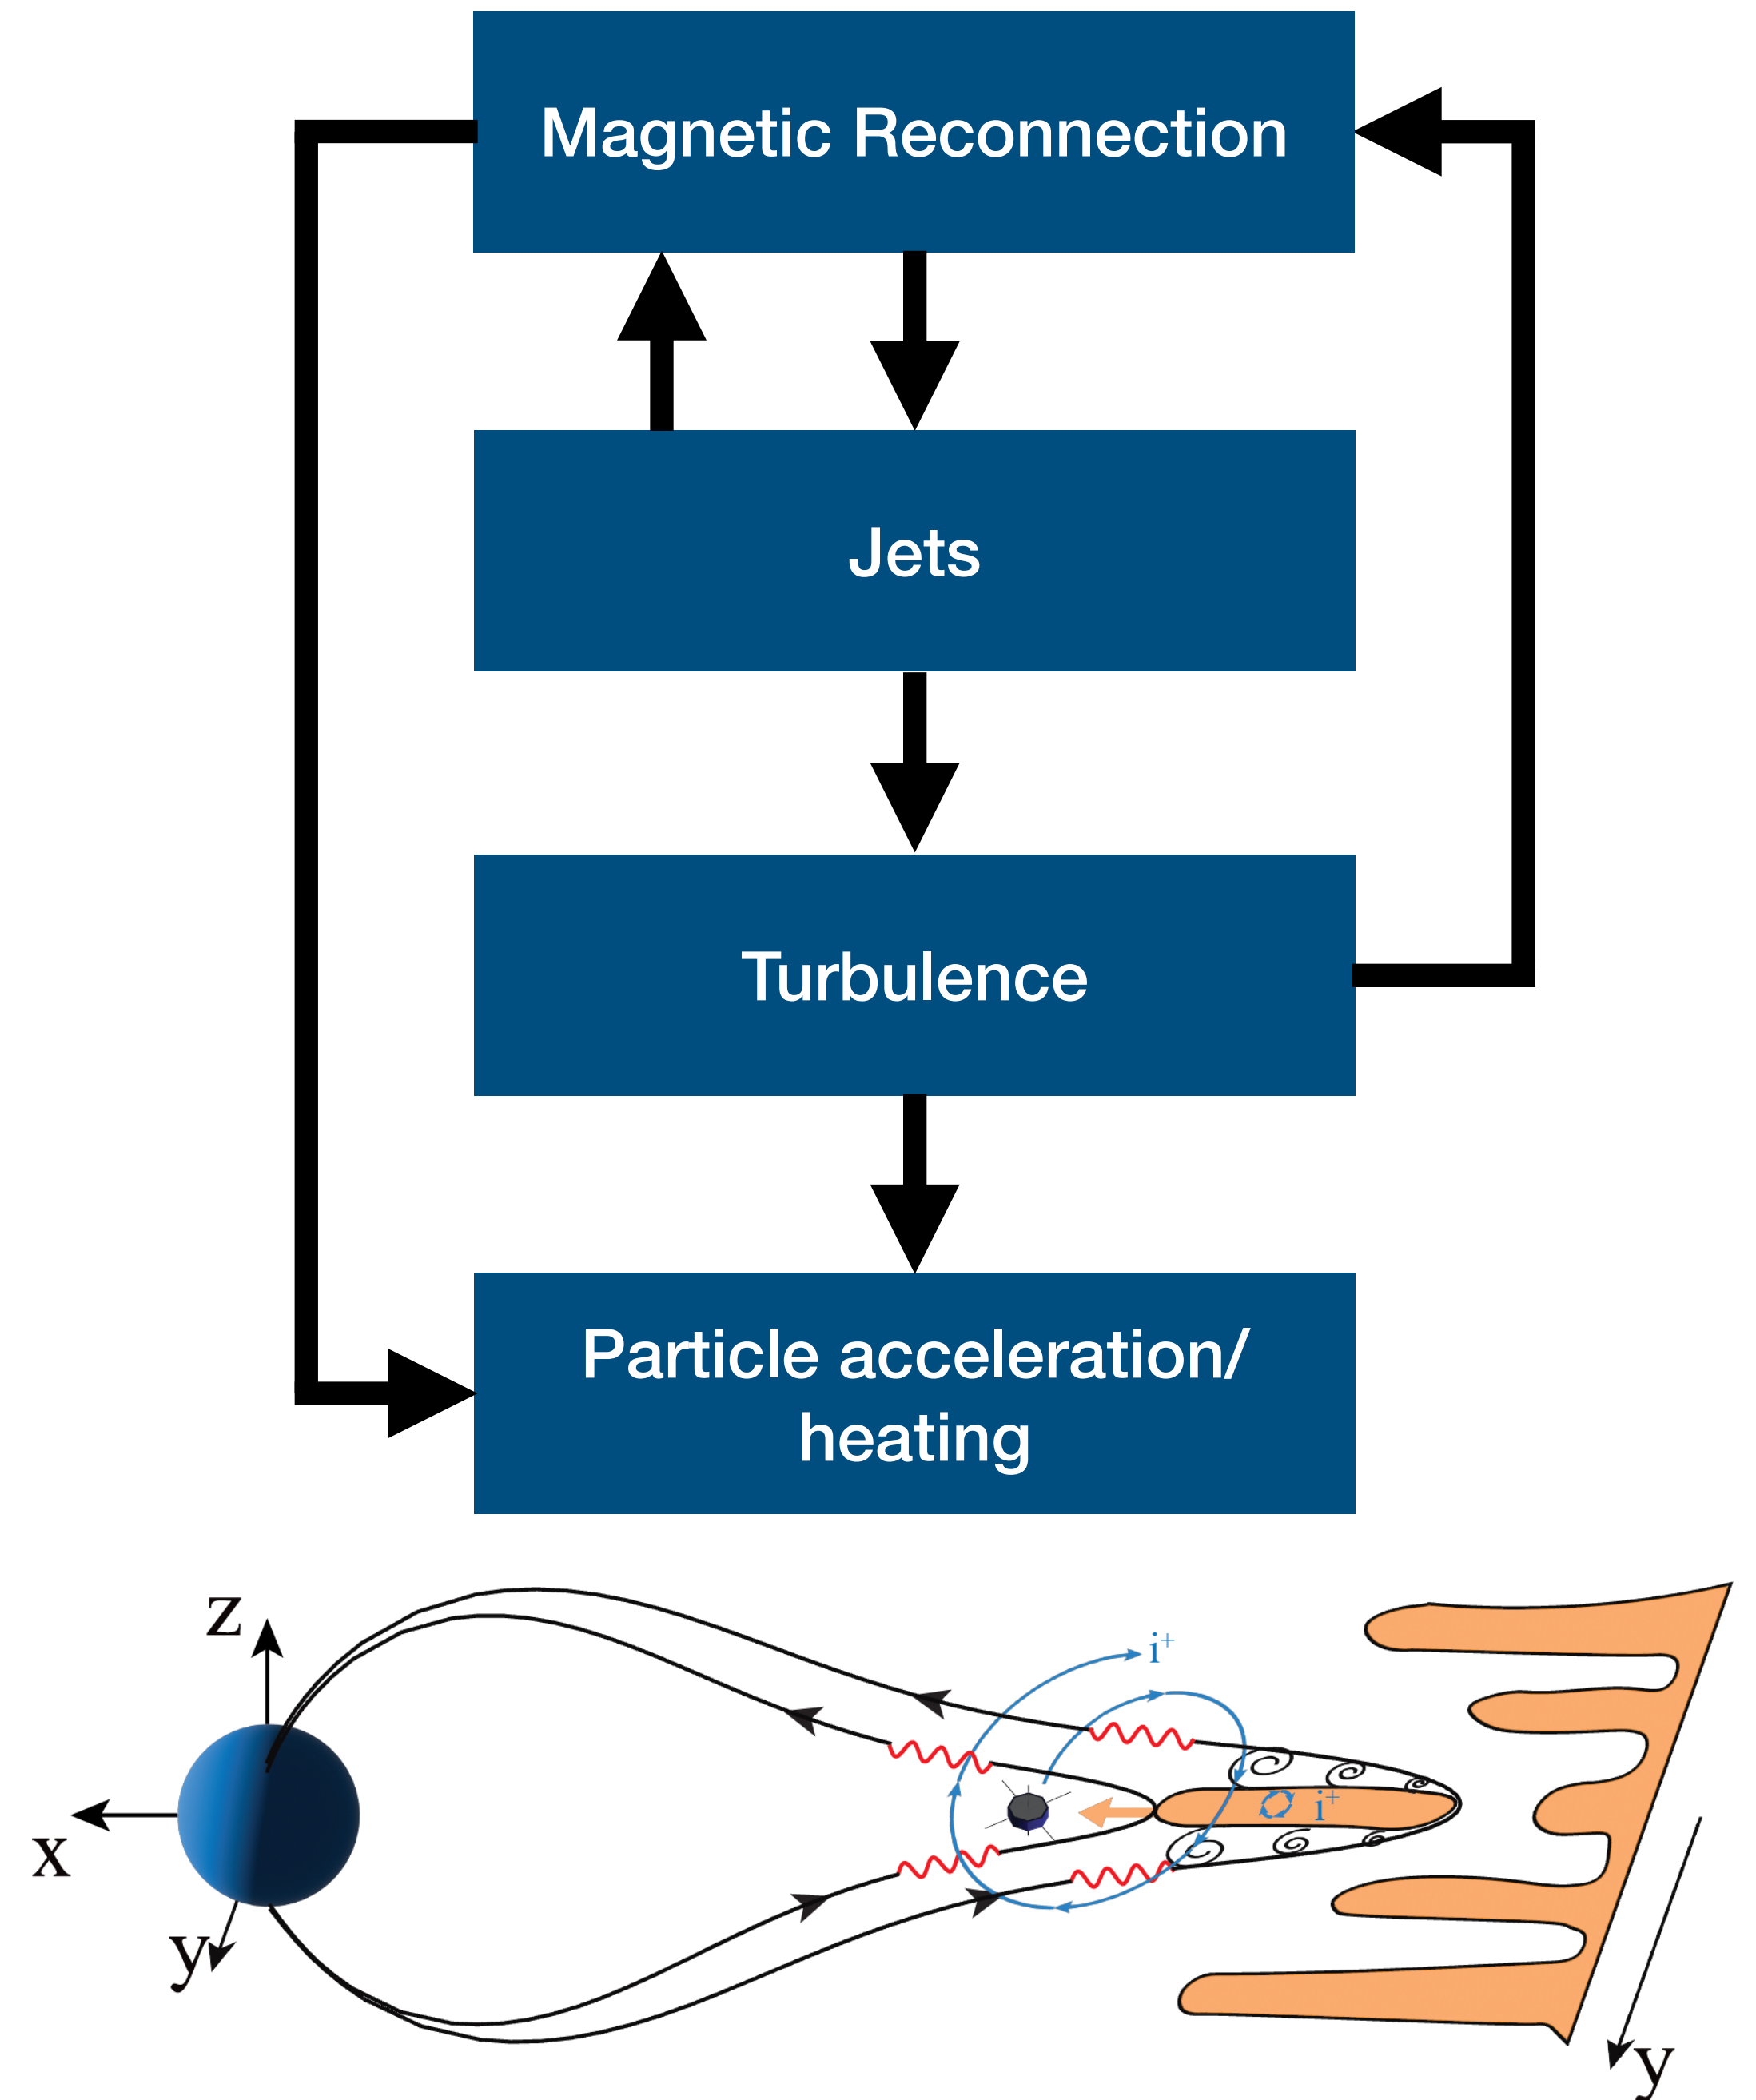 Magnetic Reconnection
Jets
Turbulence
Particle acceleration/
heating
z
i+
i+
x
y
y